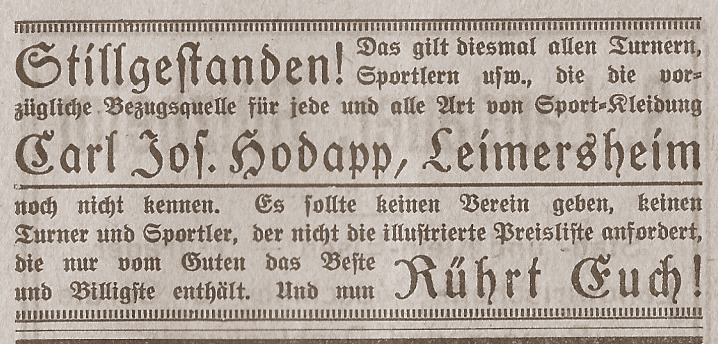 Stillgestanden! Das gilt diesmal allen Turnern,
Sportlern usw., die die vor-
zügliche Bezugsquelle für jede und alle Art von Sport-Kleidung
Carl Jos. Hodapp, Leimersheim
noch nicht kennen. Es sollte keinen Verein geben, keinen
Turner und Sportler, der nicht die illustrierte Preisliste anfordert,
die nur vom Guten das Beste
und Billigste enthält. Und nun Rührt Euch!